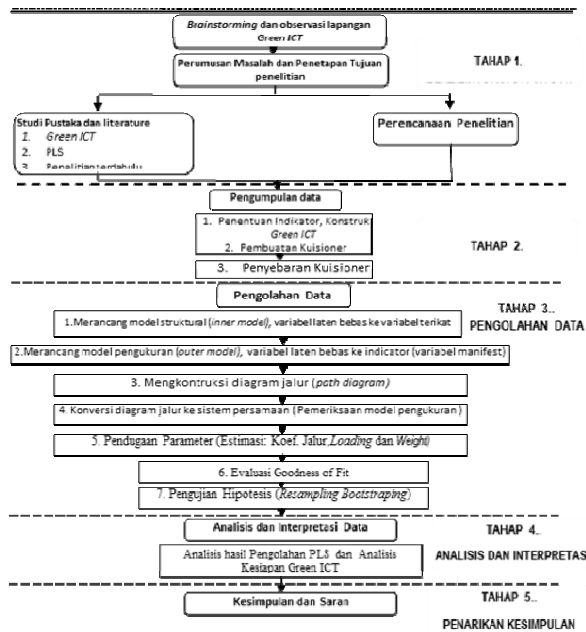 Brainstorming dan observasi lapangan
Green ICT
Perumusan Masalah dan Penetapan Tujuan
penelitian
TAHAP 1.
Studi Pustaka dan literature
1. Green ICT
2. PLS
3. Penelitian terdahulu
Perencanaan Penelitian
Pengumpulan data
1. Penentuan Indikator, Konstruk
Green ICT
2. Pembuatan Kuisioner
3. Penyebaran Kuisioner
TAHAP 2.
Pengolahan Data
TAHAP 3..
PENGOLAHAN DATA
1.Merancang model struktural (inner model), variabel laten bebas ke variabel terikat
2.Merancang model pengukuran (outer model), variabel laten bebas ke indicator (variabel manifest)
3. Mengkontruksi diagram jalur (path diagram)
4. Konversi diagram jalur ke sistem persamaan (Pemeriksaan model pengukuran)
5. Pendugaan Parameter (Estimasi: Koef. Jalur,Loading dan Weight)
6. Evaluasi Goodness of Fit
7. Pengujian Hipotesis (Resampling Bootstraping)
Analisis dan Interpretasi Data
TAHAP 4..
Analisis hasil Pengolahan PLS dan Analisis
Kesiapan Green ICT
ANALISIS DAN INTERPRETAS
Kesimpulan dan Saran
TAHAP 5..
PENARIKAN KESIMPULAN